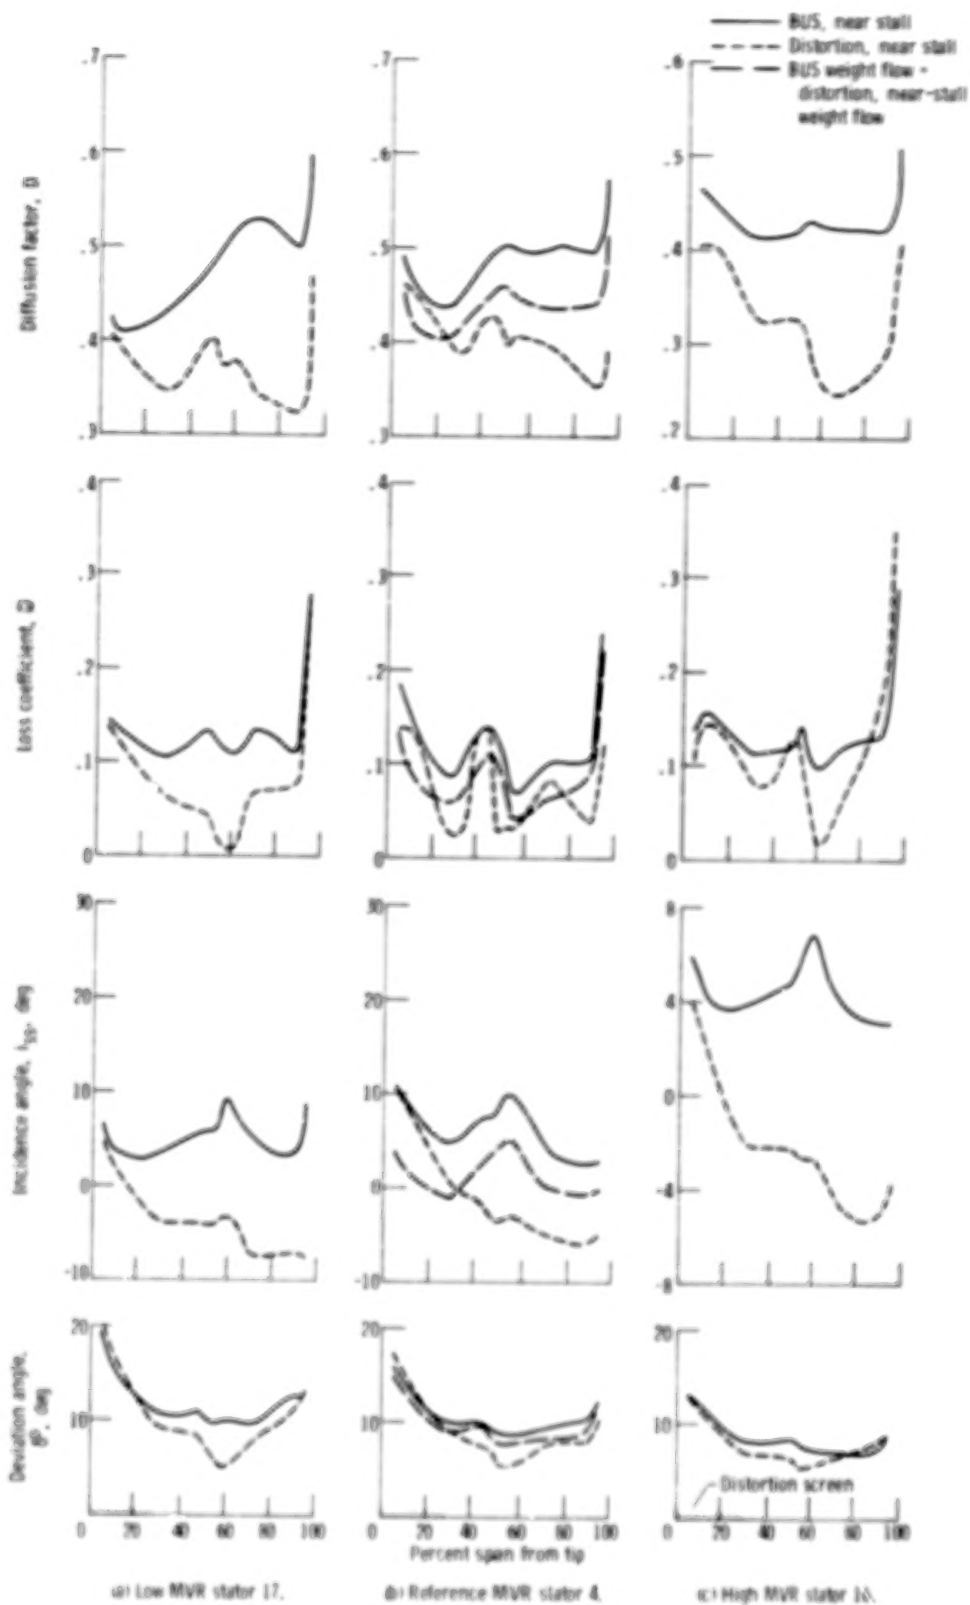 BUS, near stall
Distortion, near stall
BUS weight flow -
distortion, near-stall
weight flow
Diffusion factor, D
.7
.6
.5
.4
.3
.7
.6
.5
.4
.3
.6
.5
.4
.3
.2
Loss coefficient, ω̄
.4
.3
.2
.1
0
.4
.3
.2
.1
0
.4
.3
.2
.1
0
Incidence angle, iss, deg
30
20
10
0
-10
30
20
10
0
-10
8
4
0
-4
-8
Deviation angle,
δ°, deg
20
10
20
10
20
10
Distortion screen
0 20 40 60 80 100
0 20 40 60 80 100
0 20 40 60 80 100
Percent span from tip
(a) Low MVR stator 17.
(b) Reference MVR stator 4.
(c) High MVR stator 16.